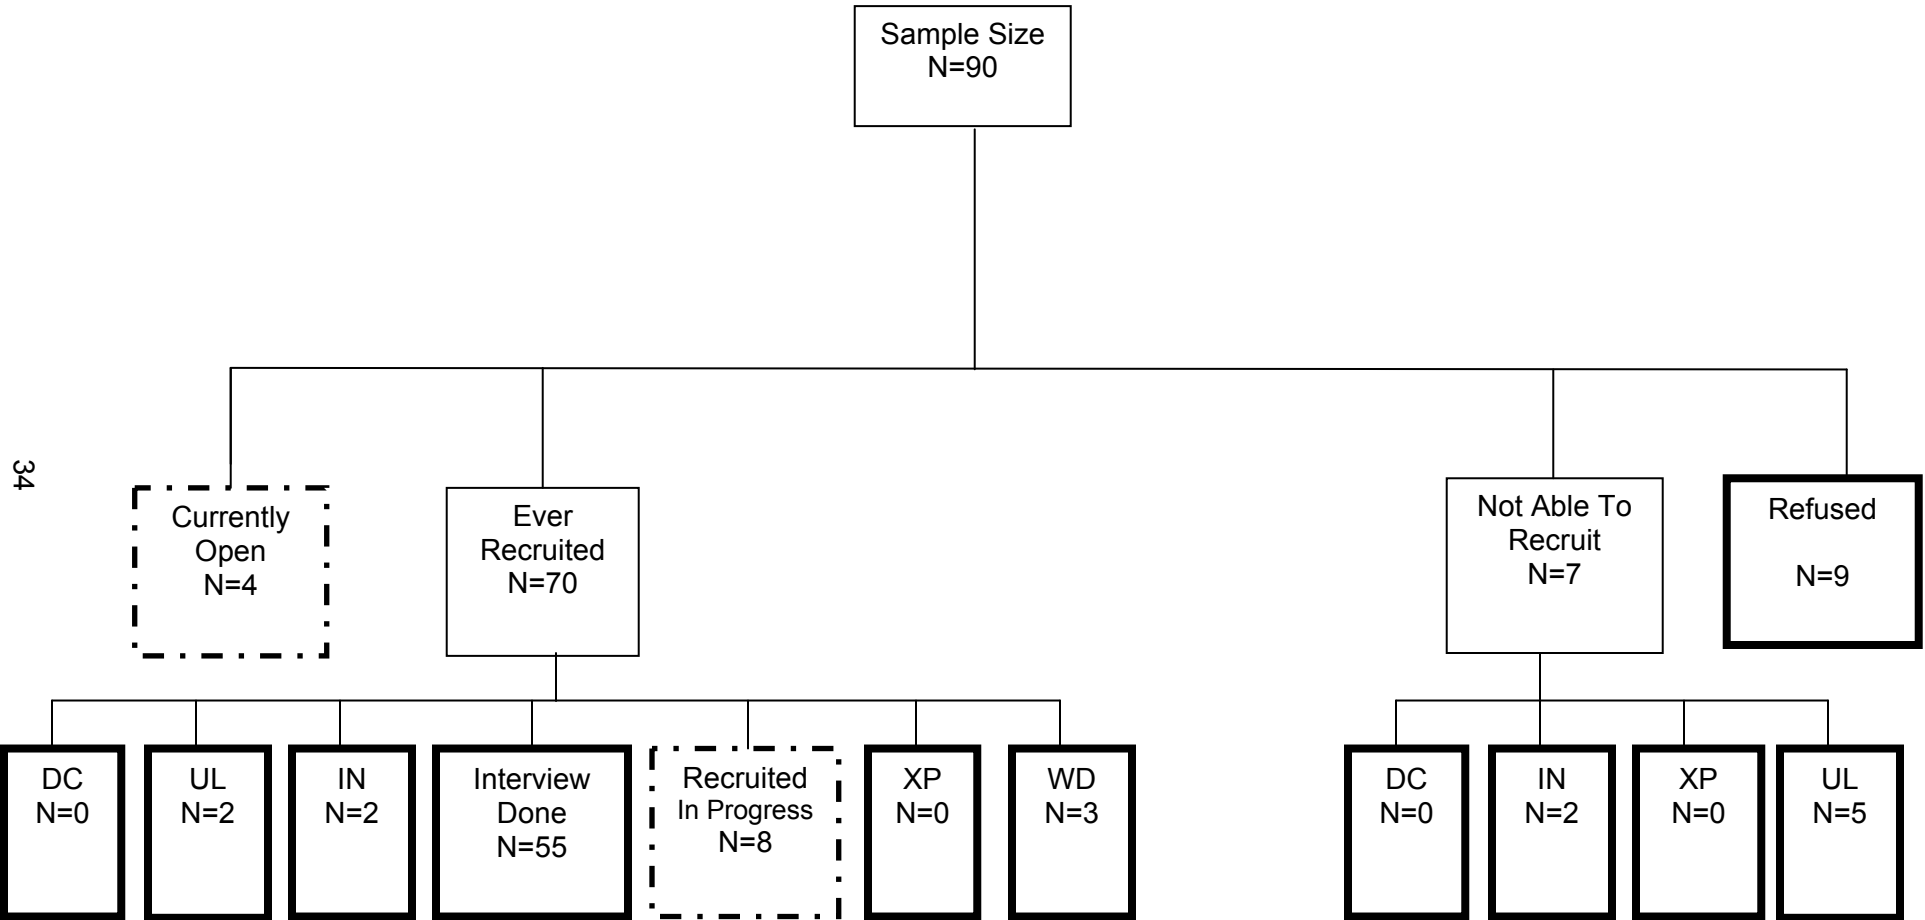 Sample Size
N=90
34
Currently
Open
N=4
Ever
Recruited
N=70
Not Able To
Recruit
N=7
Refused
N=9
DC
N=0
UL
N=2
IN
N=2
Interview
Done
N=55
Recruited
In Progress
N=8
XP
N=0
WD
N=3
DC
N=0
IN
N=2
XP
N=0
UL
N=5